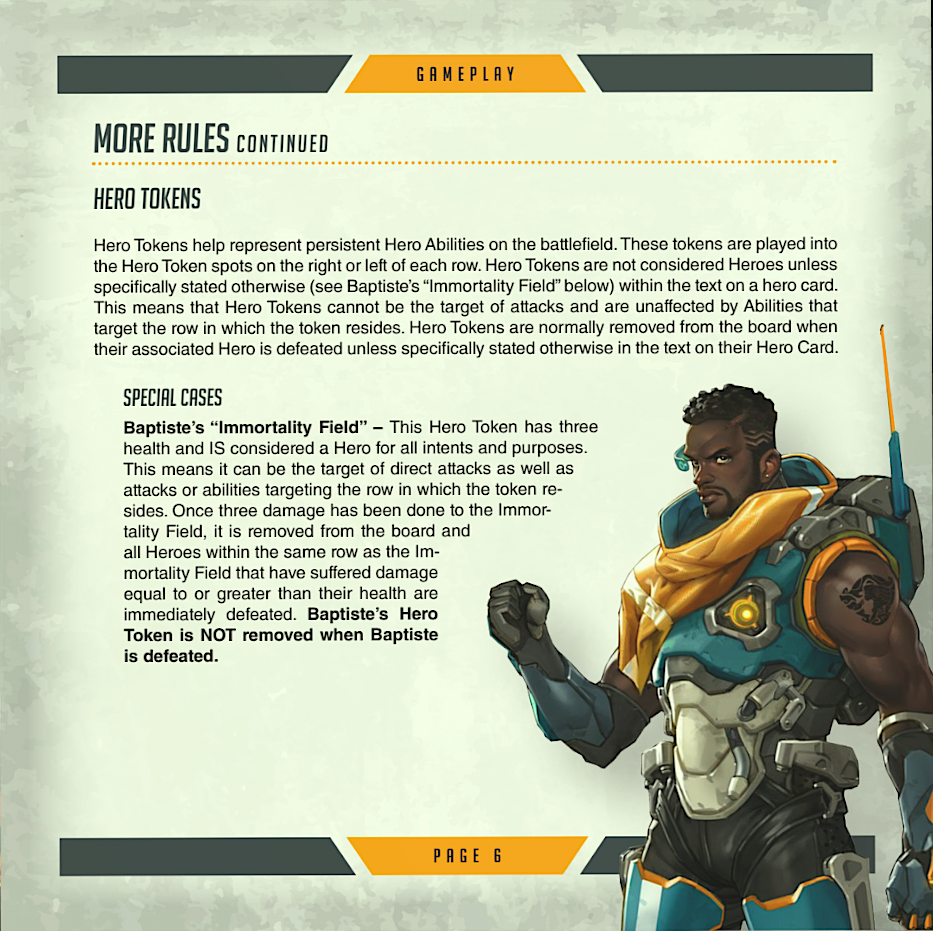 GAMEPLAY
MORE RULES CONTINUED
HERO TOKENS
Hero Tokens help represent persistent Hero Abilities on the battlefield. These tokens are played into
the Hero Token spots on the right or left of each row. Hero Tokens are not considered Heroes unless
specifically stated otherwise (see Baptiste's “Immortality Field” below) within the text on a hero card.
This means that Hero Tokens cannot be the target of attacks and are unaffected by Abilities that
target the row in which the token resides. Hero Tokens are normally removed from the board when
their associated Hero is defeated unless specifically stated otherwise in the text on their Hero Card.
SPECIAL CASES
Baptiste's “Immortality Field” – This Hero Token has three
health and IS considered a Hero for all intents and purposes.
This means it can be the target of direct attacks as well as
attacks or abilities targeting the row in which the token re-
sides. Once three damage has been done to the Immor-
tality Field, it is removed from the board and
all Heroes within the same row as the Im-
mortality Field that have suffered damage
equal to or greater than their health are
immediately defeated. Baptiste's Hero
Token is NOT removed when Baptiste
is defeated.
PAGE 6